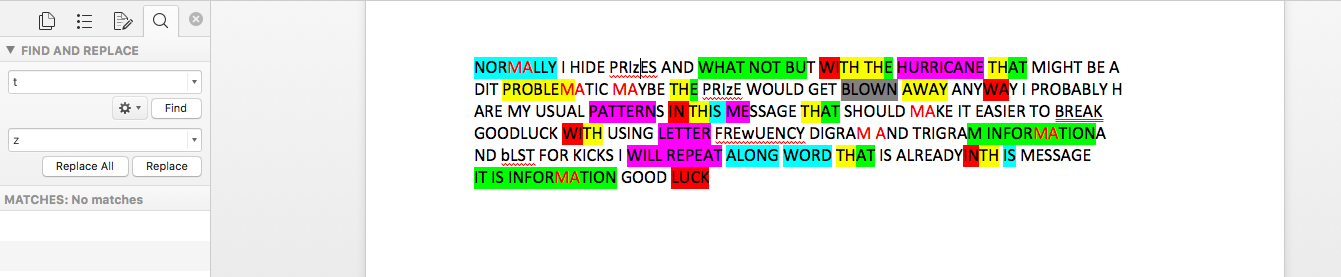 FIND AND REPLACE
t
Find
z
Replace All Replace
MATCHES: No matches
NORMALLY I HIDE PRIzES AND WHAT NOT BUT WITH THE HURRICANE THAT MIGHT BE A
DIT PROBLEMATIC MAYBE THE PRIzE WOULD GET BLOWN AWAY ANYWAY I PROBABLY H
ARE MY USUAL PATTERNS IN THIS MESSAGE THAT SHOULD MAKE IT EASIER TO BREAK
GOODLUCK WITH USING LETTER FREwUENCY DIGRAM AND TRIGRAM INFORMATIONA
ND bLST FOR KICKS I WILL REPEAT ALONG WORD THAT IS ALREADYINTH IS MESSAGE
IT IS INFORMATION GOOD LUCK